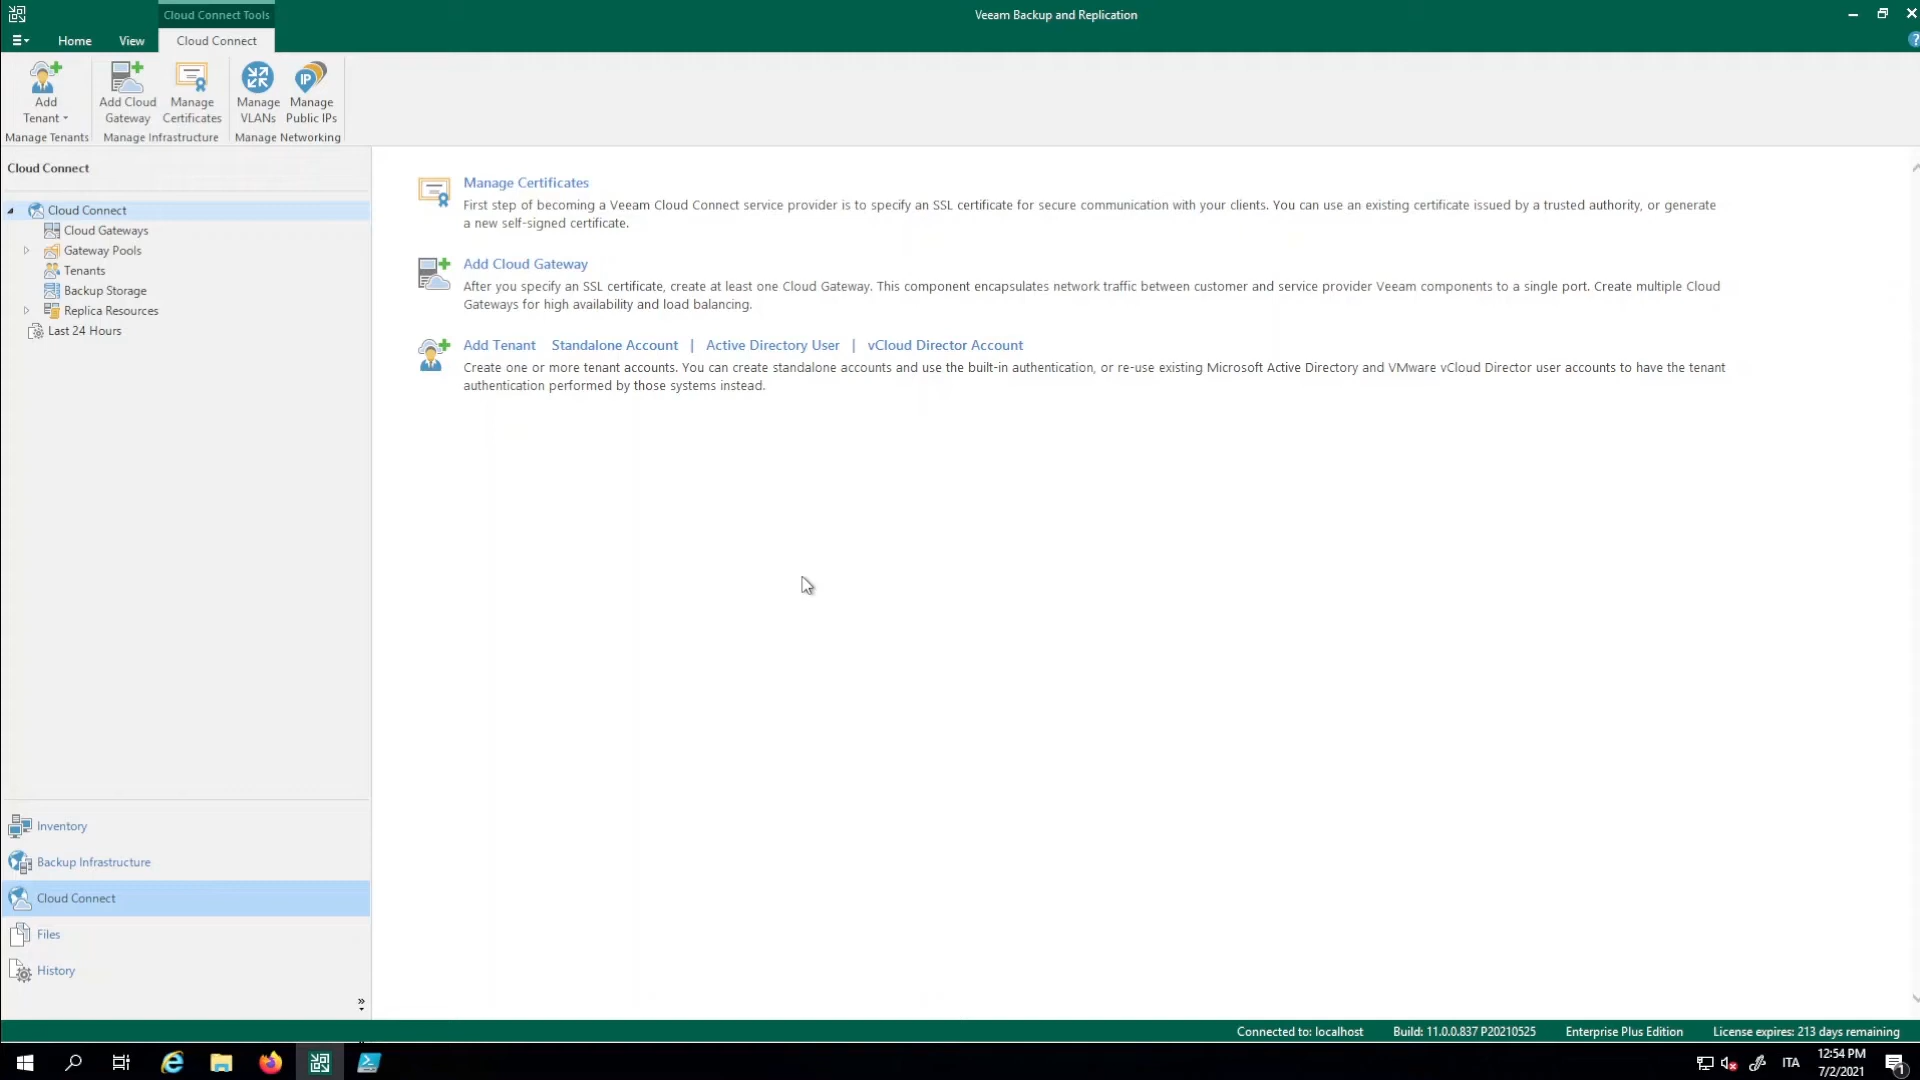 Cloud Connect Tools
Veeam Backup and Replication
Home
View
Cloud Connect
Add Tenant
Add Cloud Gateway
Manage Certificates
Manage VLANs
Manage Public IPs
Manage Tenants
Manage Infrastructure
Manage Networking
Cloud Connect
Cloud Connect
Cloud Gateways
Gateway Pools
Tenants
Backup Storage
Replica Resources
Last 24 Hours
Manage Certificates
First step of becoming a Veeam Cloud Connect service provider is to specify an SSL certificate for secure communication with your clients. You can use an existing certificate issued by a trusted authority, or generate
a new self-signed certificate.
Add Cloud Gateway
After you specify an SSL certificate, create at least one Cloud Gateway. This component encapsulates network traffic between customer and service provider Veeam components to a single port. Create multiple Cloud
Gateways for high availability and load balancing.
Add Tenant Standalone Account | Active Directory User | vCloud Director Account
Create one or more tenant accounts. You can create standalone accounts and use the built-in authentication, or re-use existing Microsoft Active Directory and VMware vCloud Director user accounts to have the tenant
authentication performed by those systems instead.
Inventory
Backup Infrastructure
Cloud Connect
Files
History
Connected to: localhost
Build: 11.0.0.837 P20210525
Enterprise Plus Edition
License expires: 213 days remaining
ITA
12:54 PM
7/2/2021
1